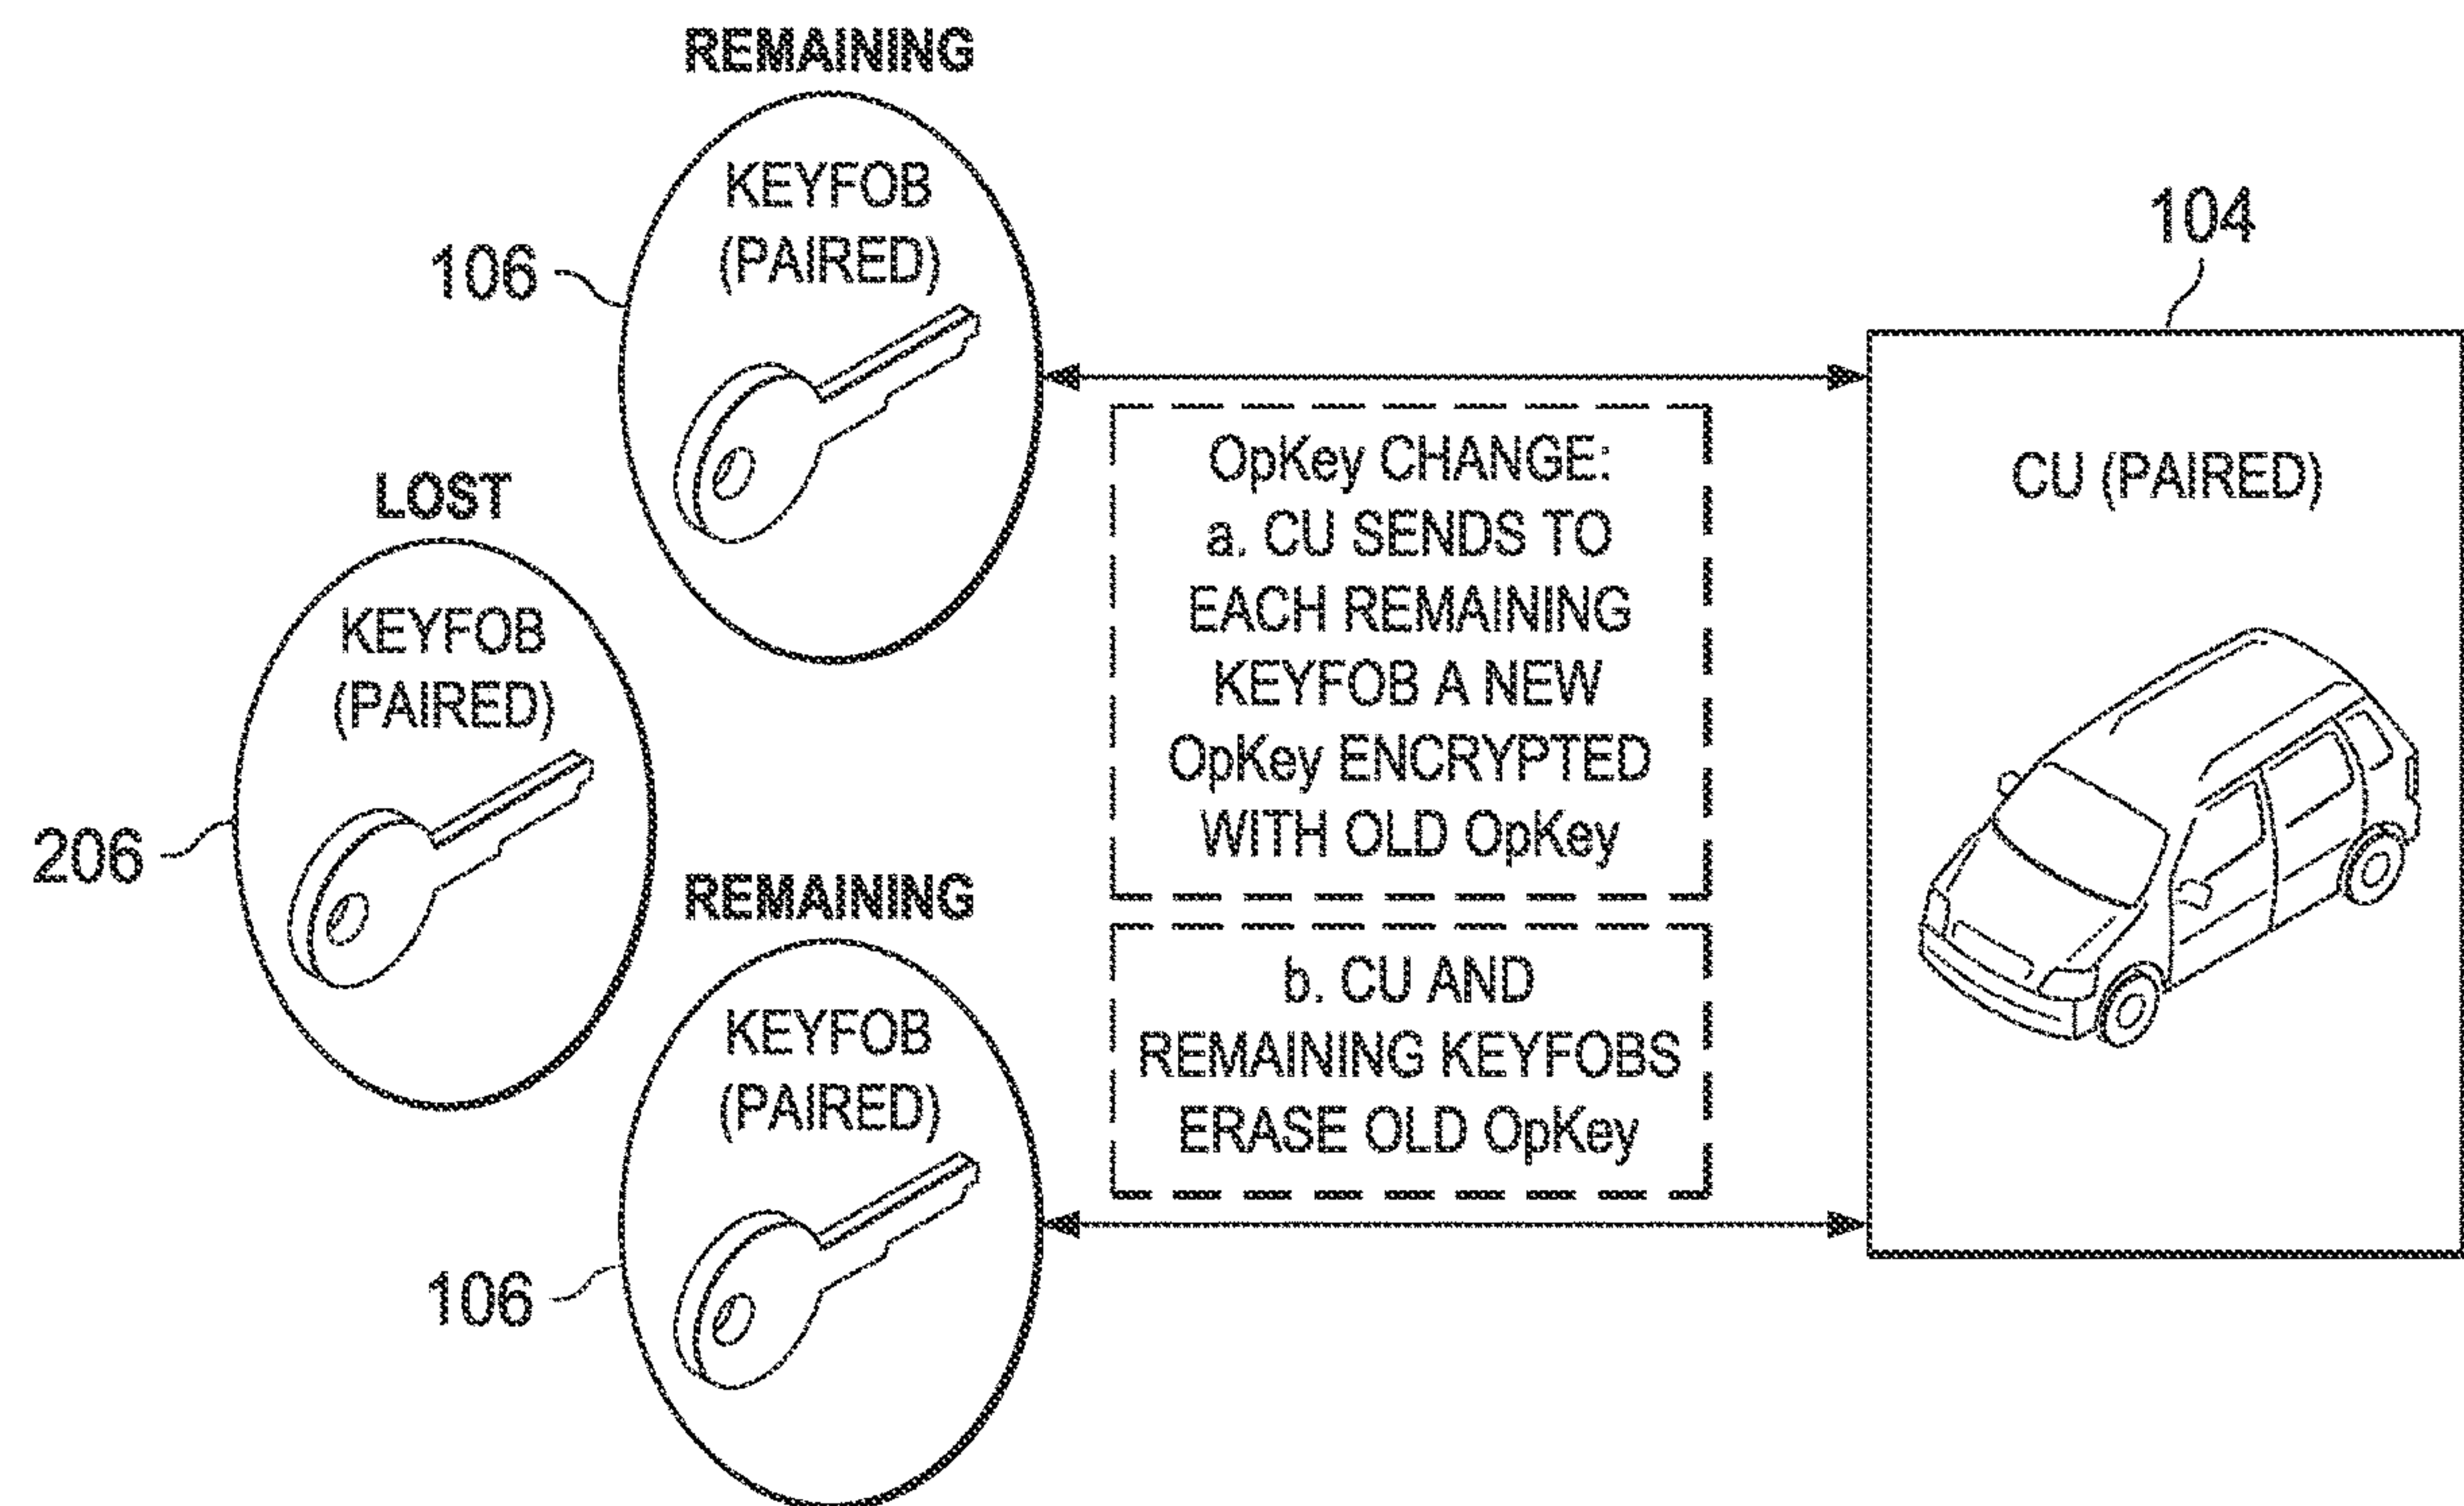 REMAINING
KEYFOB
(PAIRED)
106
LOST
KEYFOB
(PAIRED)
206
REMAINING
KEYFOB
(PAIRED)
106
OpKey CHANGE:
a. CU SENDS TO
EACH REMAINING
KEYFOB A NEW
OpKey ENCRYPTED
WITH OLD OpKey
b. CU AND
REMAINING KEYFOBS
ERASE OLD OpKey
104
CU (PAIRED)